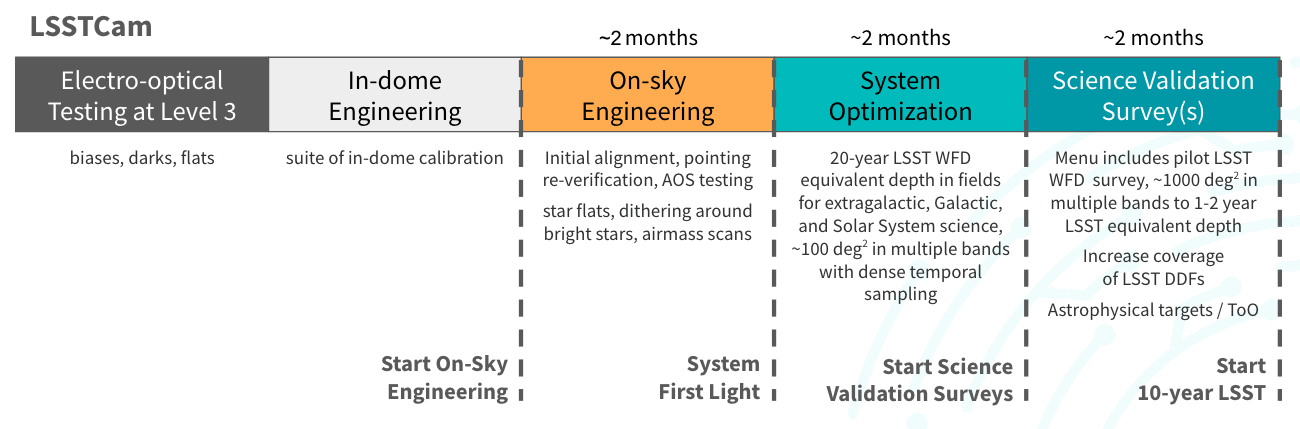 LSSTCam
~2 months
~2 months
~2 months
Electro-optical
Testing at Level 3
In-dome
Engineering
On-sky
Engineering
System
Optimization
Science Validation
Survey(s)
biases, darks, flats
suite of in-dome calibration
Initial alignment, pointing
re-verification, AOS testing
star flats, dithering around
bright stars, airmass scans
20-year LSST WFD
equivalent depth in fields
for extragalactic, Galactic,
and Solar System science,
~100 deg² in multiple bands
with dense temporal
sampling
Menu includes pilot LSST
WFD survey, ~1000 deg² in
multiple bands to 1-2 year
LSST equivalent depth
Increase coverage
of LSST DDFs
Astrophysical targets / ToO
Start On-Sky
Engineering
System
First Light
Start Science
Validation Surveys
Start
10-year LSST